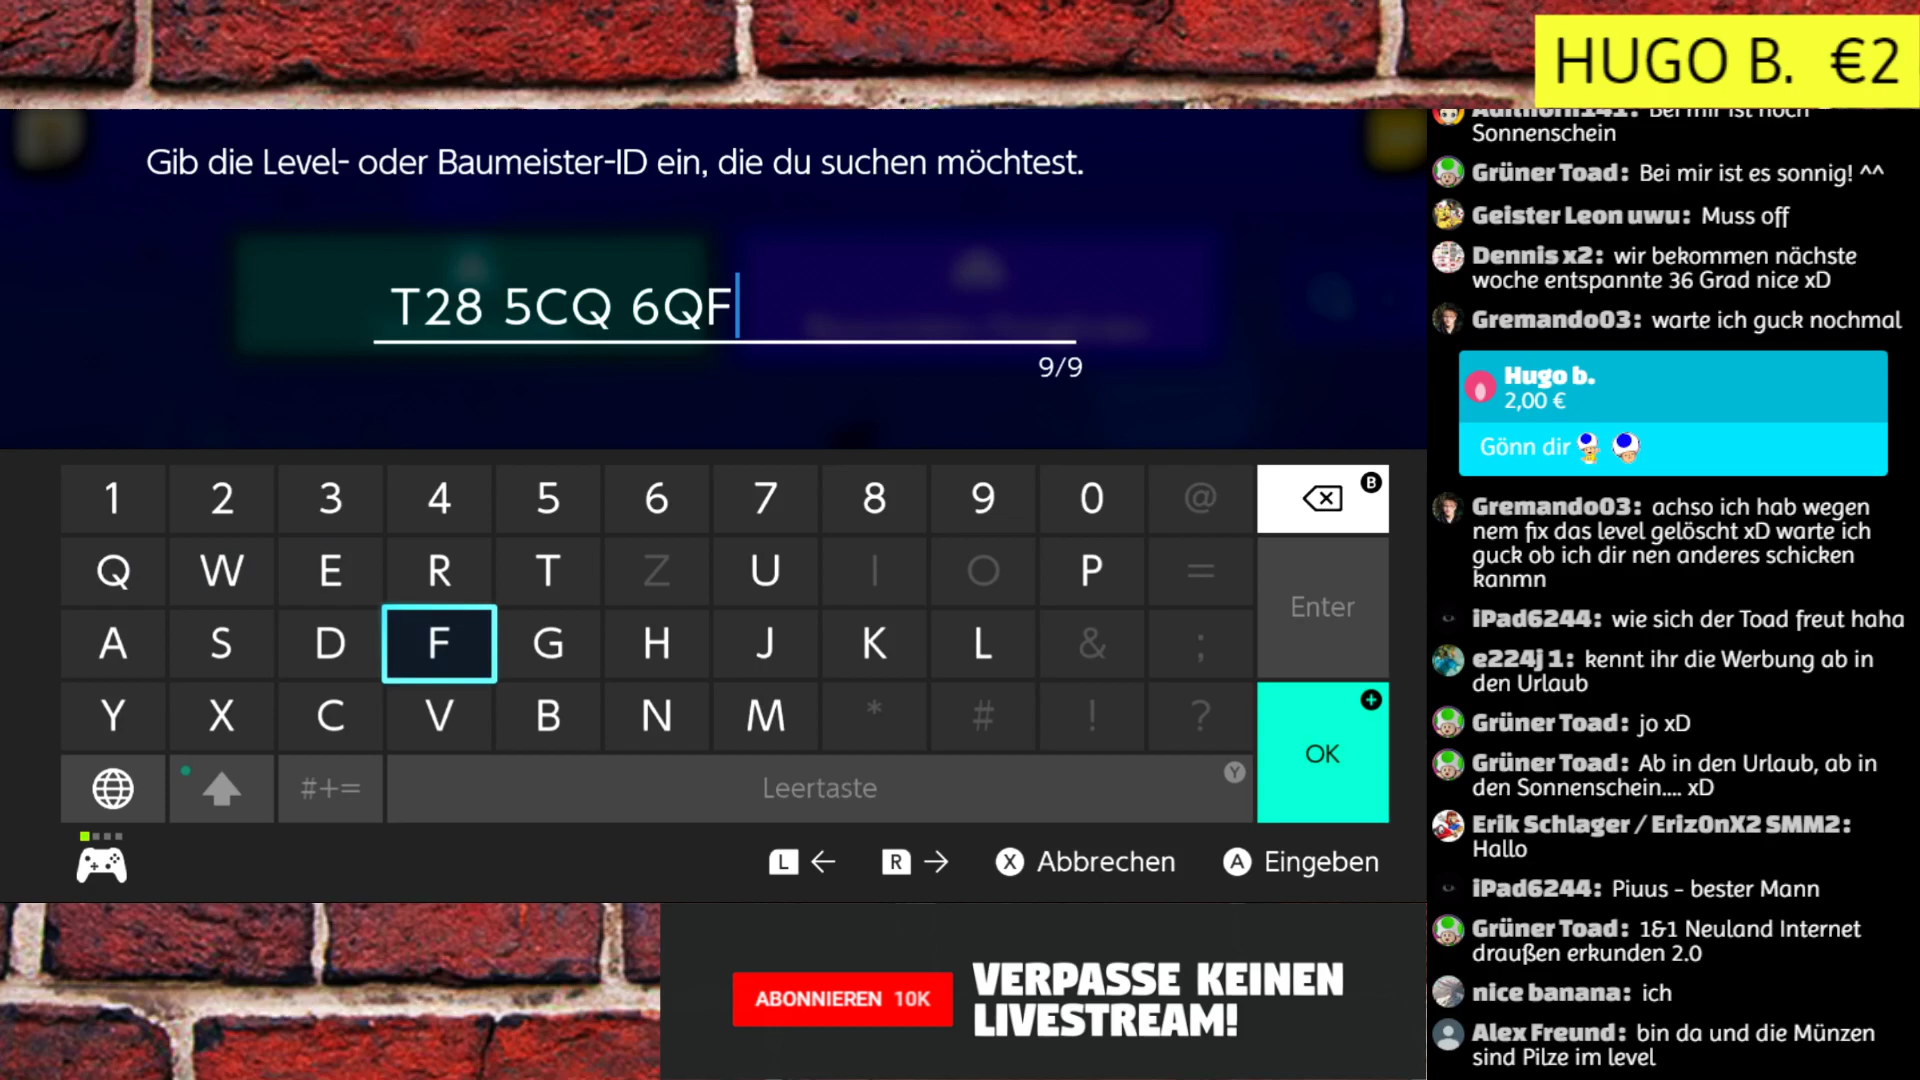 HUGO B. €2
Gib die Level- oder Baumeister-ID ein, die du suchen möchtest.
T28 5CQ 6QF
9/9
1 2 3 4 5 6 7 8 9 0 @ B
Q W E R T Z U I O P =
Enter
A S D F G H J K L & ;
Y X C V B N M * # ! ?
OK
#+= Leertaste Y
L ← R → X Abbrechen A Eingeben
ABONNIEREN 10K
VERPASSE KEINEN
LIVESTREAM!
Bei mir ist noch
Sonnenschein
Grüner Toad: Bei mir ist es sonnig! ^^
Geister Leon uwu: Muss off
Dennis x2: wir bekommen nächste
woche entspannte 36 Grad nice xD
Gremando03: warte ich guck nochmal
Hugo b.
2,00 €
Gönn dir
Gremando03: achso ich hab wegen
nem fix das level gelöscht xD warte ich
guck ob ich dir nen anderes schicken
kanmn
iPad6244: wie sich der Toad freut haha
e224j 1: kennt ihr die Werbung ab in
den Urlaub
Grüner Toad: jo xD
Grüner Toad: Ab in den Urlaub, ab in
den Sonnenschein.... xD
Erik Schlager / Eriz0nX2 SMM2:
Hallo
iPad6244: Piuus - bester Mann
Grüner Toad: 1&1 Neuland Internet
draußen erkunden 2.0
nice banana: ich
Alex Freund: bin da und die Münzen
sind Pilze im level